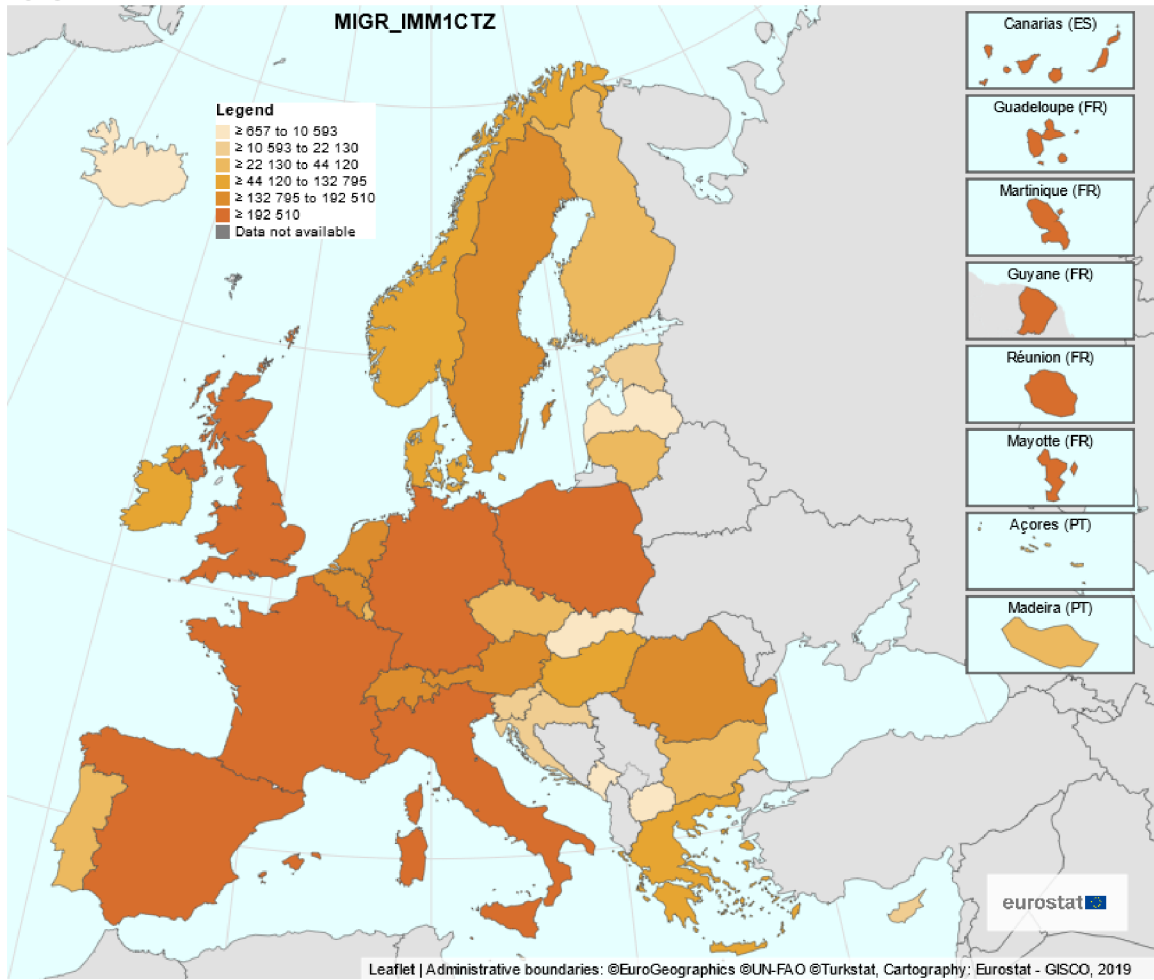 MIGR_IMM1CTZ
Legend
≥ 657 to 10 593
≥ 10 593 to 22 130
≥ 22 130 to 44 120
≥ 44 120 to 132 795
≥ 132 795 to 192 510
≥ 192 510
Data not available
Canarias (ES)
Guadeloupe (FR)
Martinique (FR)
Guyane (FR)
Réunion (FR)
Mayotte (FR)
Açores (PT)
Madeira (PT)
eurostat
Leaflet | Administrative boundaries: ©EuroGeographics ©UN-FAO ©Turkstat, Cartography: Eurostat - GISCO, 2019